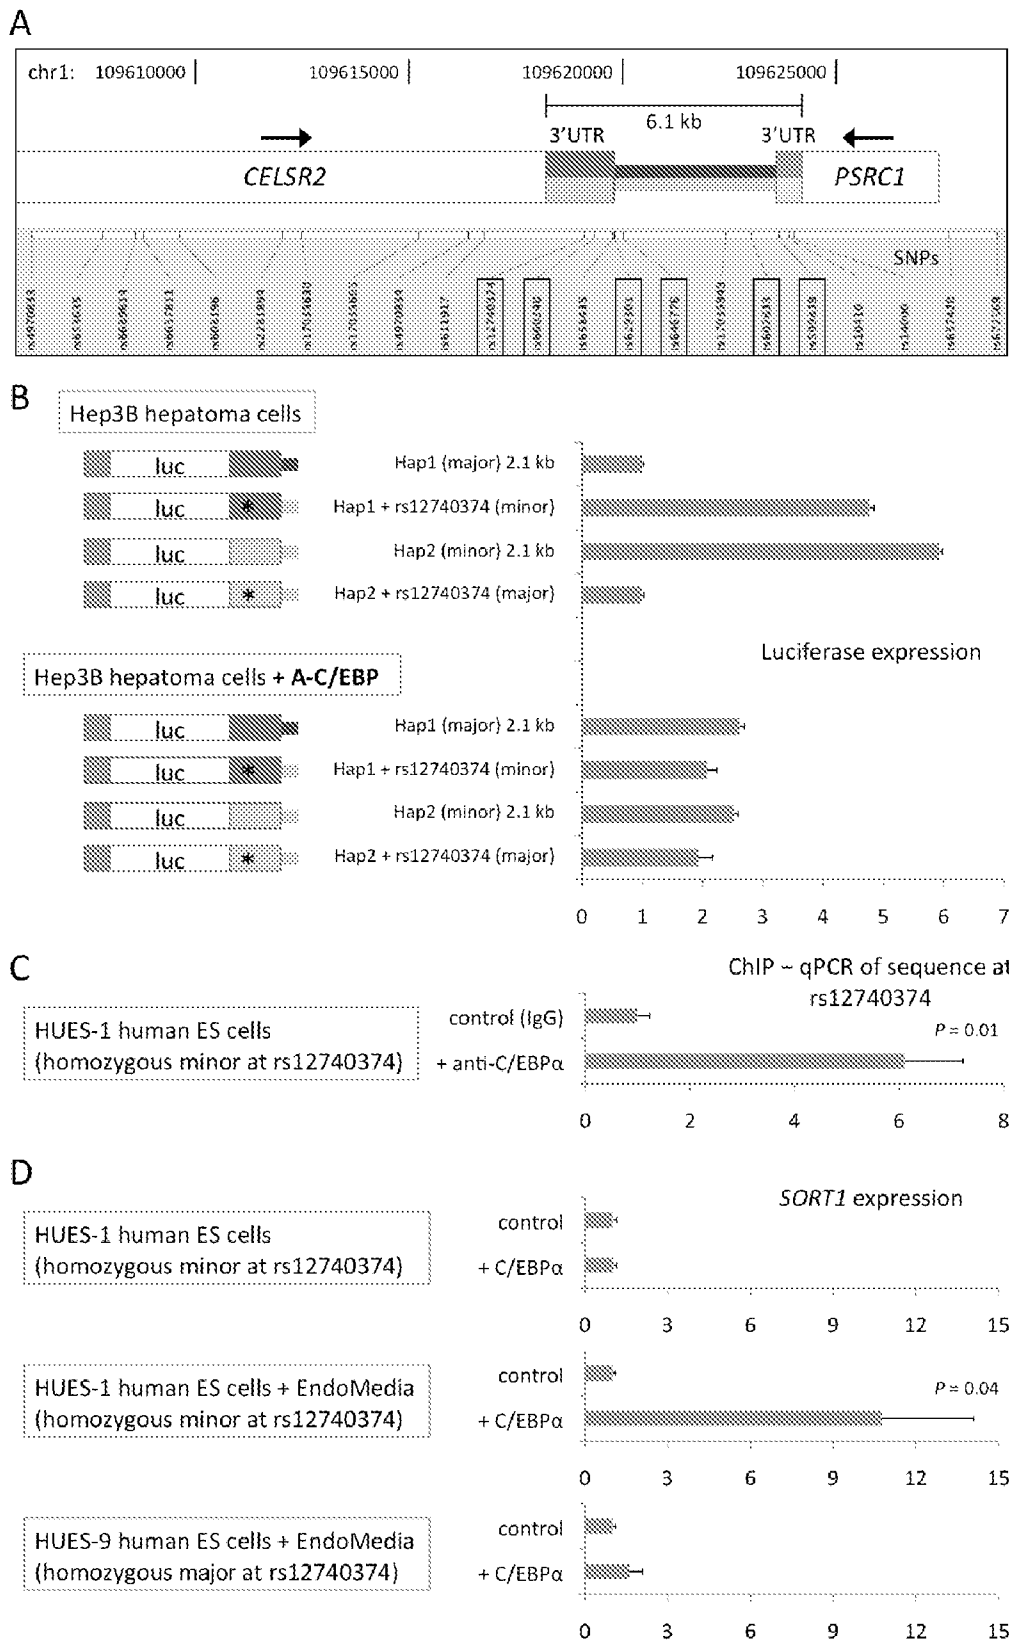 A
chr1: 109610000 109615000 109620000 109625000
6.1 kb
3'UTR 3'UTR
CELSR2 PSRC1
SNPs
rs12740374
B
Hep3B hepatoma cells
luc Hap1 (major) 2.1 kb
luc * Hap1 + rs12740374 (minor)
luc Hap2 (minor) 2.1 kb
luc * Hap2 + rs12740374 (major)
Luciferase expression
Hep3B hepatoma cells + A-C/EBP
luc Hap1 (major) 2.1 kb
luc * Hap1 + rs12740374 (minor)
luc Hap2 (minor) 2.1 kb
luc * Hap2 + rs12740374 (major)
0 1 2 3 4 5 6 7
C
ChIP – qPCR of sequence at
rs12740374
HUES-1 human ES cells
(homozygous minor at rs12740374)
control (IgG)
+ anti-C/EBPα
P = 0.01
0 2 4 6 8
D
SORT1 expression
HUES-1 human ES cells
(homozygous minor at rs12740374)
control
+ C/EBPα
0 3 6 9 12 15
HUES-1 human ES cells + EndoMedia
(homozygous minor at rs12740374)
control
+ C/EBPα
P = 0.04
0 3 6 9 12 15
HUES-9 human ES cells + EndoMedia
(homozygous major at rs12740374)
control
+ C/EBPα
0 3 6 9 12 15